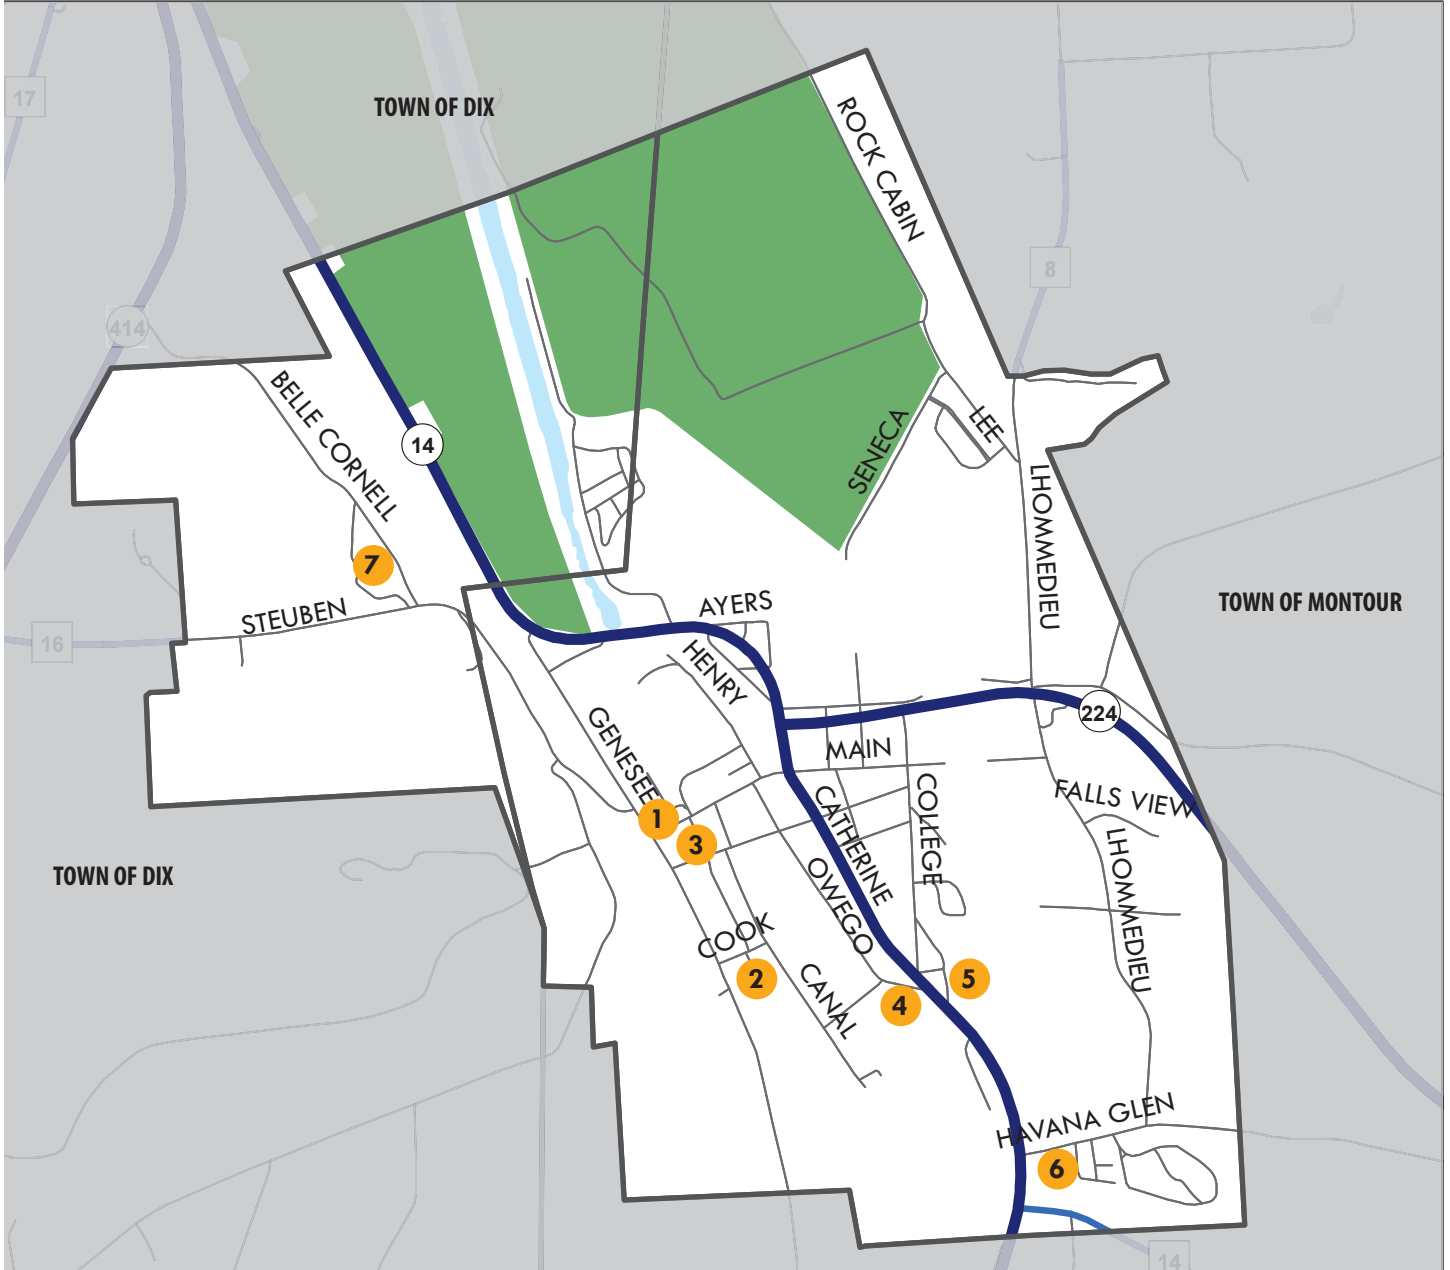 17
TOWN OF DIX
ROCK CABIN
8
414
BELLE CORNELL
14
SENECA
LEE
LHOMMEDIEU
7
STEUBEN
AYERS
TOWN OF MONTOUR
16
HENRY
224
GENESEE
MAIN
FALLS VIEW
1
3
CATHERINE
COLLEGE
LHOMMEDIEU
TOWN OF DIX
OWEGO
COOK
2
CANAL
5
4
HAVANA GLEN
6
14